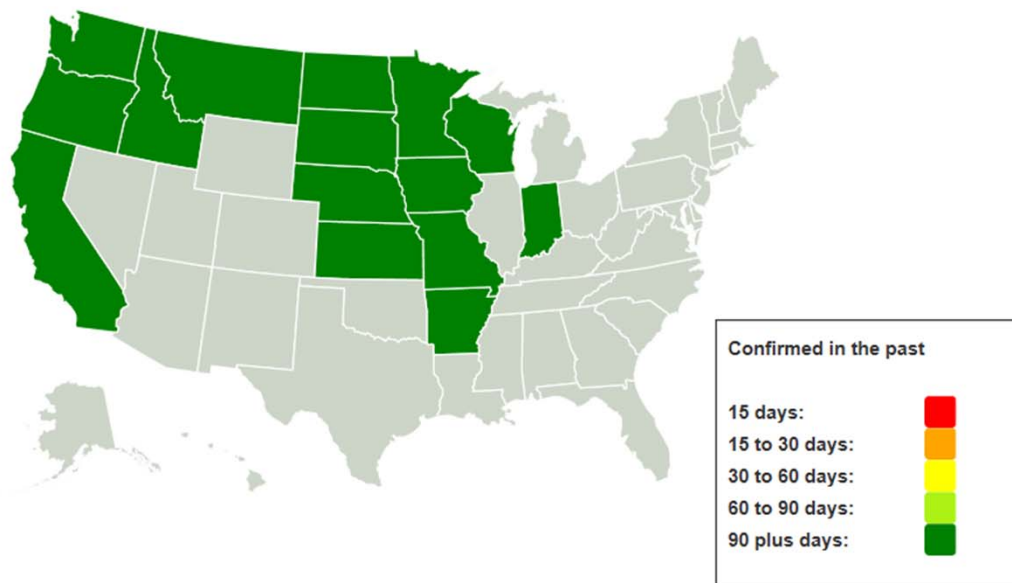 Confirmed in the past
15 days:
15 to 30 days:
30 to 60 days:
60 to 90 days:
90 plus days: